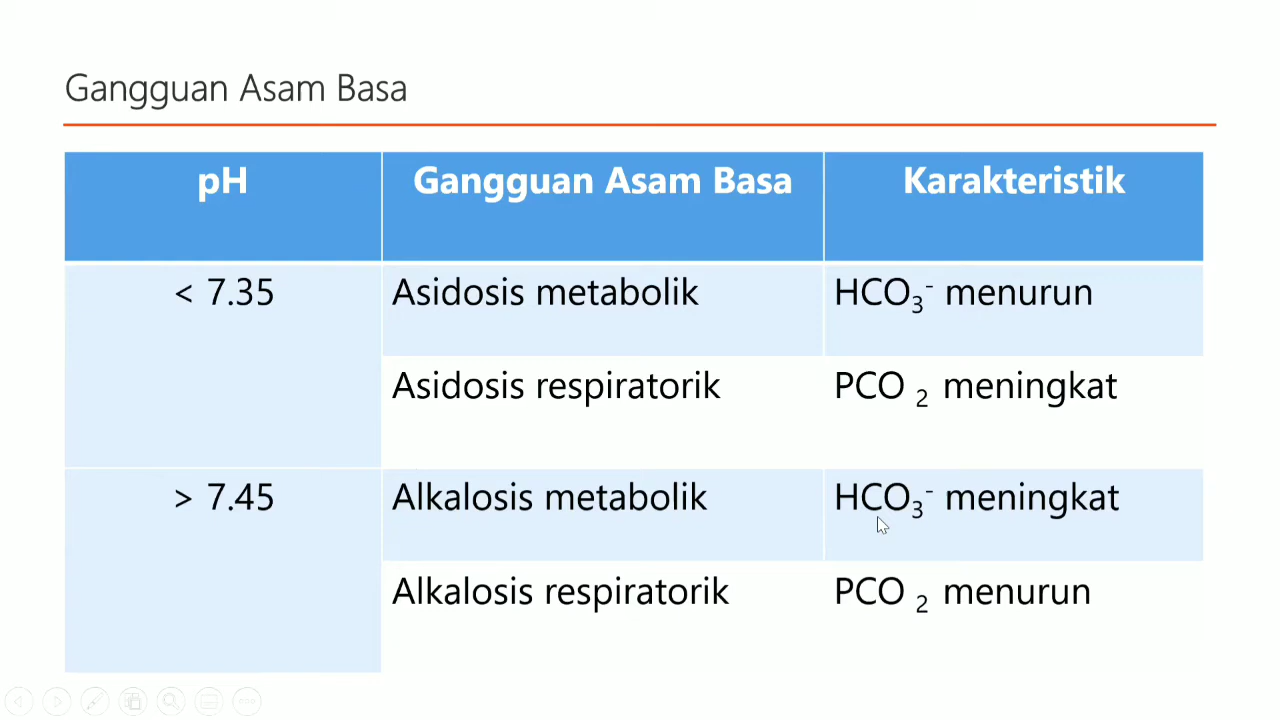 Gangguan Asam Basa
pH Gangguan Asam Basa Karakteristik
< 7.35 Asidosis metabolik HCO₃⁻ menurun
Asidosis respiratorik PCO ₂ meningkat
> 7.45 Alkalosis metabolik HCO₃⁻ meningkat
Alkalosis respiratorik PCO ₂ menurun